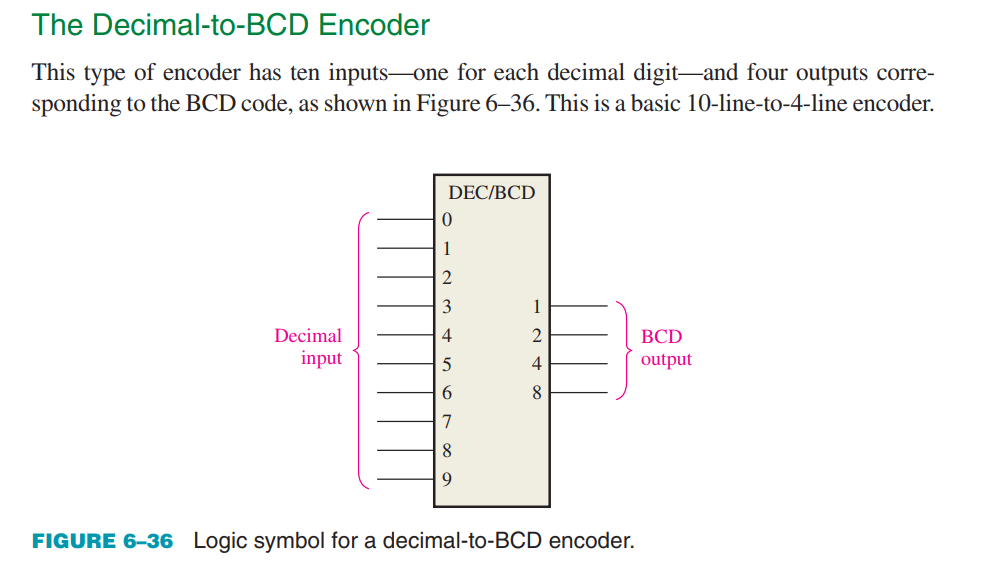 The Decimal-to-BCD Encoder
This type of encoder has ten inputs—one for each decimal digit—and four outputs corre-
sponding to the BCD code, as shown in Figure 6–36. This is a basic 10-line-to-4-line encoder.
DEC/BCD
0
1
2
3
4
5
6
7
8
9
1
2
4
8
Decimal
input
BCD
output
FIGURE 6–36 Logic symbol for a decimal-to-BCD encoder.